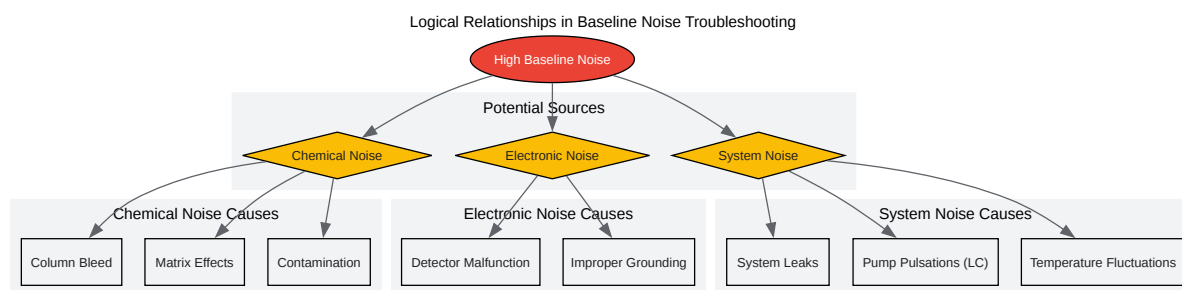 Logical Relationships in Baseline Noise Troubleshooting
High Baseline Noise
Potential Sources
Chemical Noise
Electronic Noise
System Noise
Chemical Noise Causes
Electronic Noise Causes
System Noise Causes
Column Bleed
Matrix Effects
Contamination
Detector Malfunction
Improper Grounding
System Leaks
Pump Pulsations (LC)
Temperature Fluctuations